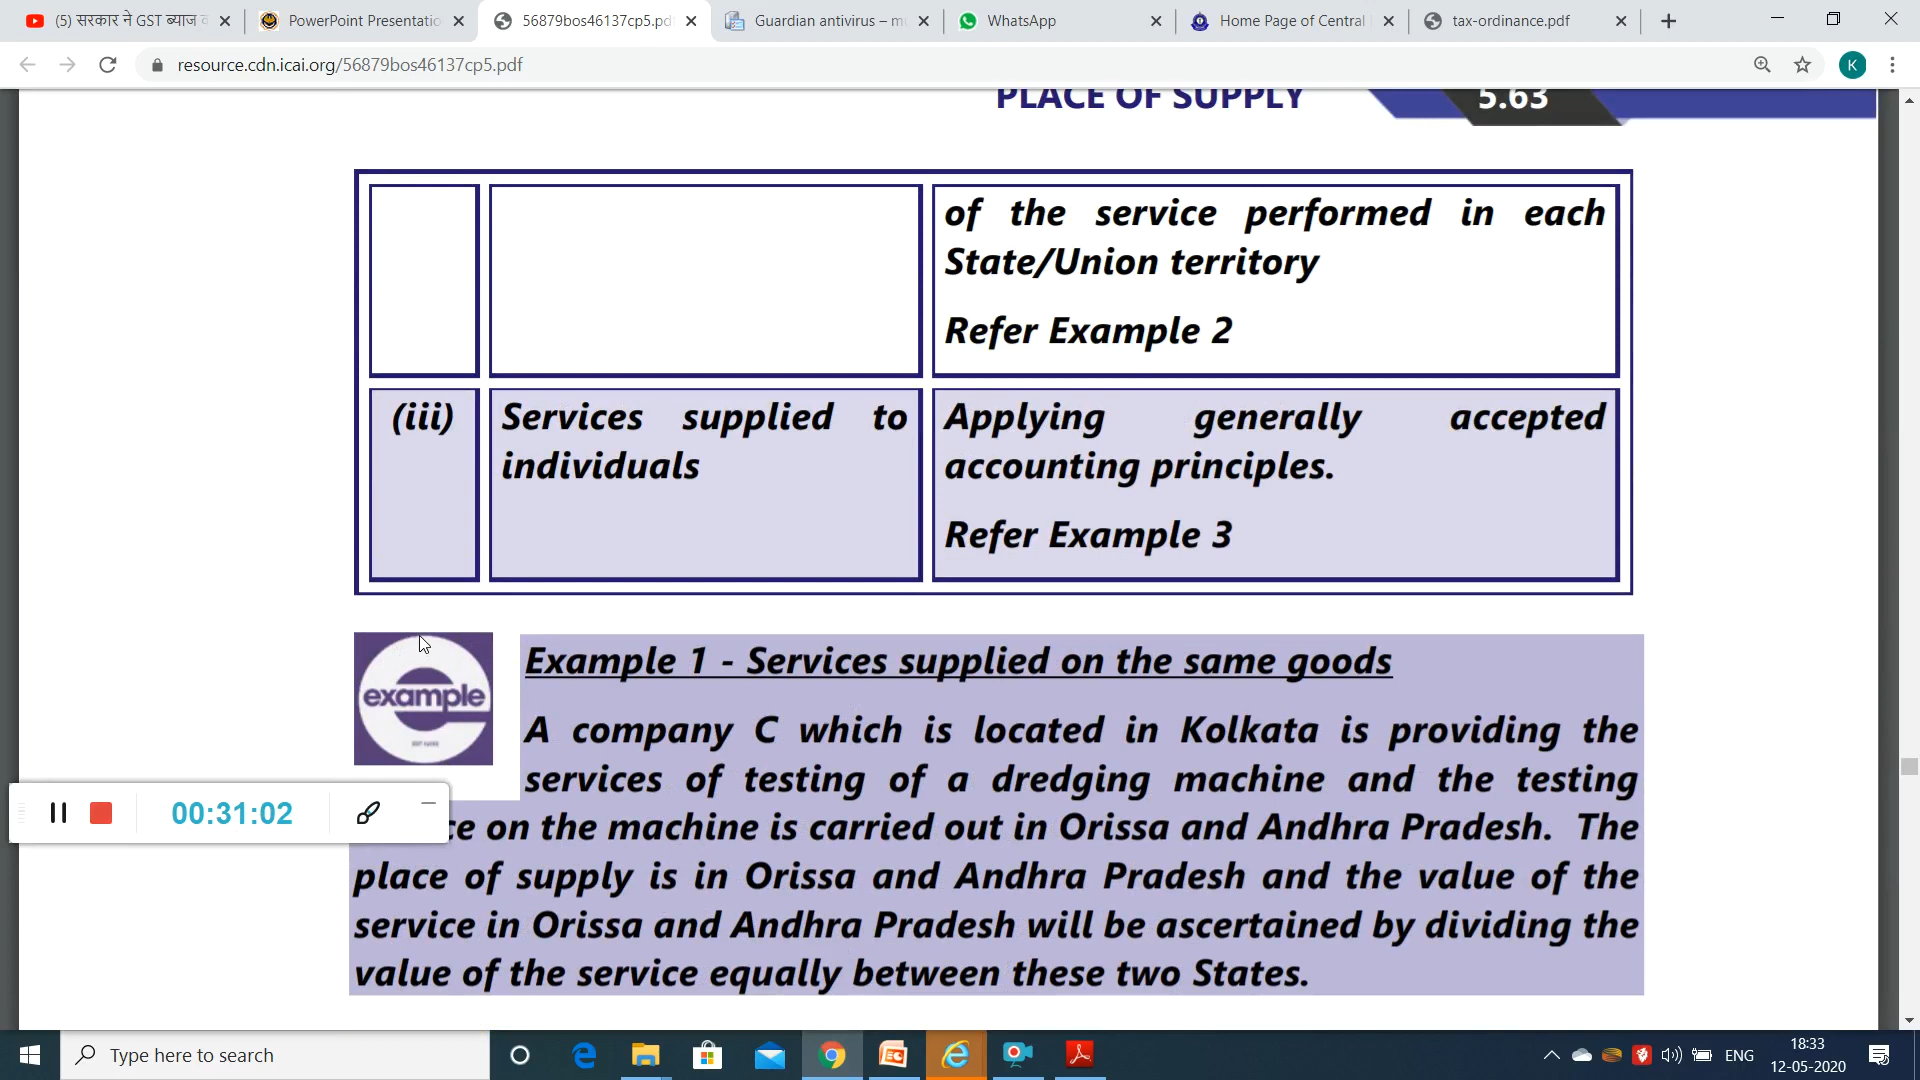 (5) सरकार ने GST ब्याज
PowerPoint Presentatio
56879bos46137cp5.pdf
Guardian antivirus – m
WhatsApp
Home Page of Central
tax-ordinance.pdf
resource.cdn.icai.org/56879bos46137cp5.pdf
K
PLACE OF SUPPLY
5.63
of the service performed in each
State/Union territory
Refer Example 2
(iii)
Services supplied to
individuals
Applying generally accepted
accounting principles.
Refer Example 3
example
Example 1 - Services supplied on the same goods
A company C which is located in Kolkata is providing the
services of testing of a dredging machine and the testing
ce on the machine is carried out in Orissa and Andhra Pradesh. The
place of supply is in Orissa and Andhra Pradesh and the value of the
service in Orissa and Andhra Pradesh will be ascertained by dividing the
value of the service equally between these two States.
00:31:02
Type here to search
ENG
18:33
12-05-2020